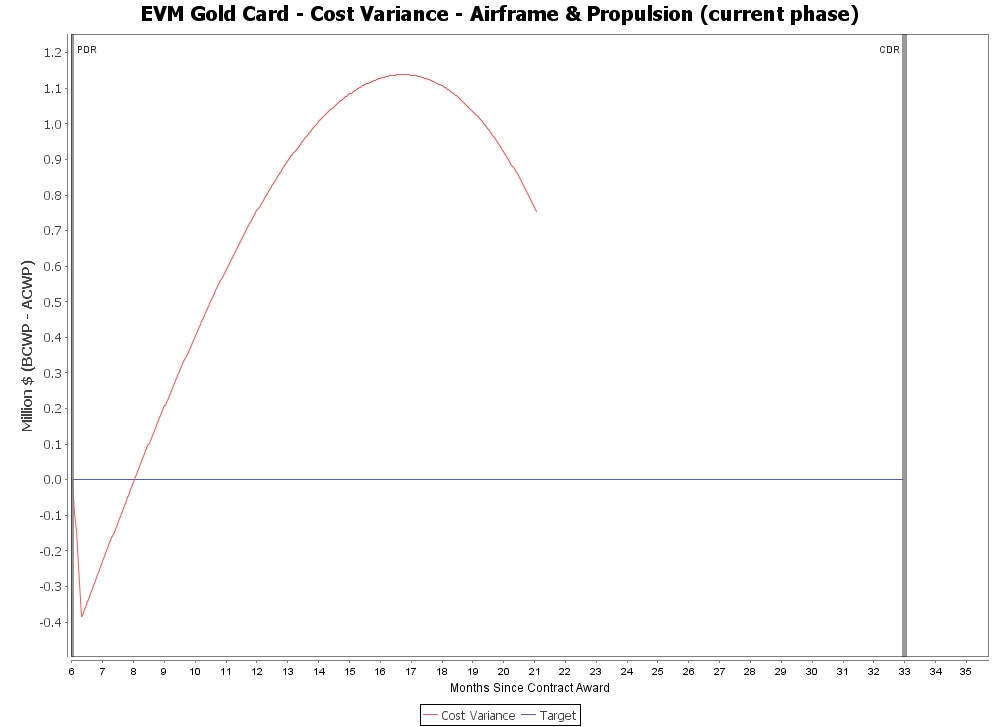 EVM Gold Card - Cost Variance - Airframe & Propulsion (current phase)
PDR
CDR
1.2
1.1
1.0
0.9
0.8
0.7
0.6
0.5
0.4
0.3
0.2
0.1
0.0
-0.1
-0.2
-0.3
-0.4
Million $ (BCWP - ACWP)
6 7 8 9 10 11 12 13 14 15 16 17 18 19 20 21 22 23 24 25 26 27 28 29 30 31 32 33 34 35
Months Since Contract Award
Cost Variance Target